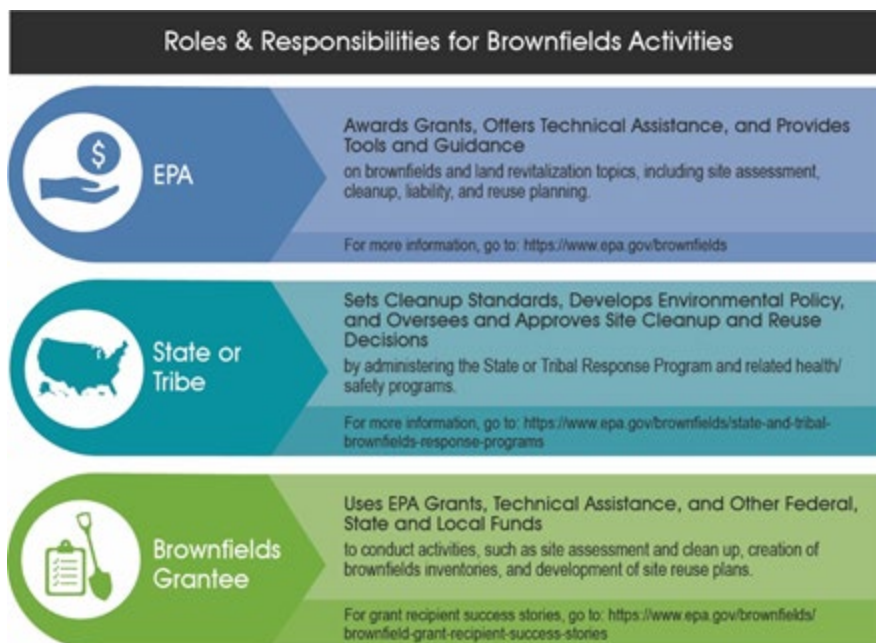 Roles & Responsibilities for Brownfields Activities
$
EPA
Awards Grants, Offers Technical Assistance, and Provides
Tools and Guidance
on brownfields and land revitalization topics, including site assessment,
cleanup, liability, and reuse planning.
For more information, go to: https://www.epa.gov/brownfields
State or
Tribe
Sets Cleanup Standards, Develops Environmental Policy,
and Oversees and Approves Site Cleanup and Reuse
Decisions
by administering the State or Tribal Response Program and related health/
safety programs.
For more information, go to: https://www.epa.gov/brownfields/state-and-tribal-
brownfields-response-programs
Brownfields
Grantee
Uses EPA Grants, Technical Assistance, and Other Federal,
State and Local Funds
to conduct activities, such as site assessment and clean up, creation of
brownfields inventories, and development of site reuse plans.
For grant recipient success stories, go to: https://www.epa.gov/brownfields/
brownfield-grant-recipient-success-stories